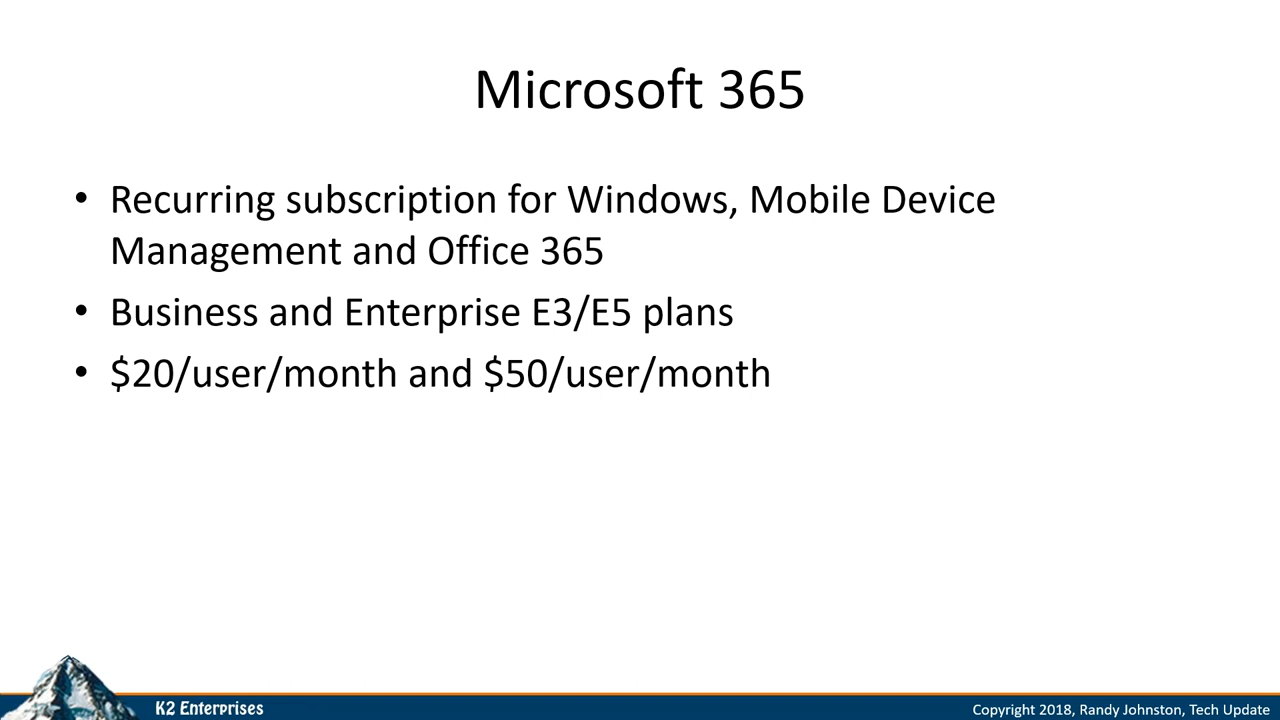 Microsoft 365
• Recurring subscription for Windows, Mobile Device
Management and Office 365
• Business and Enterprise E3/E5 plans
• $20/user/month and $50/user/month
K2 Enterprises
Copyright 2018, Randy Johnston, Tech Update